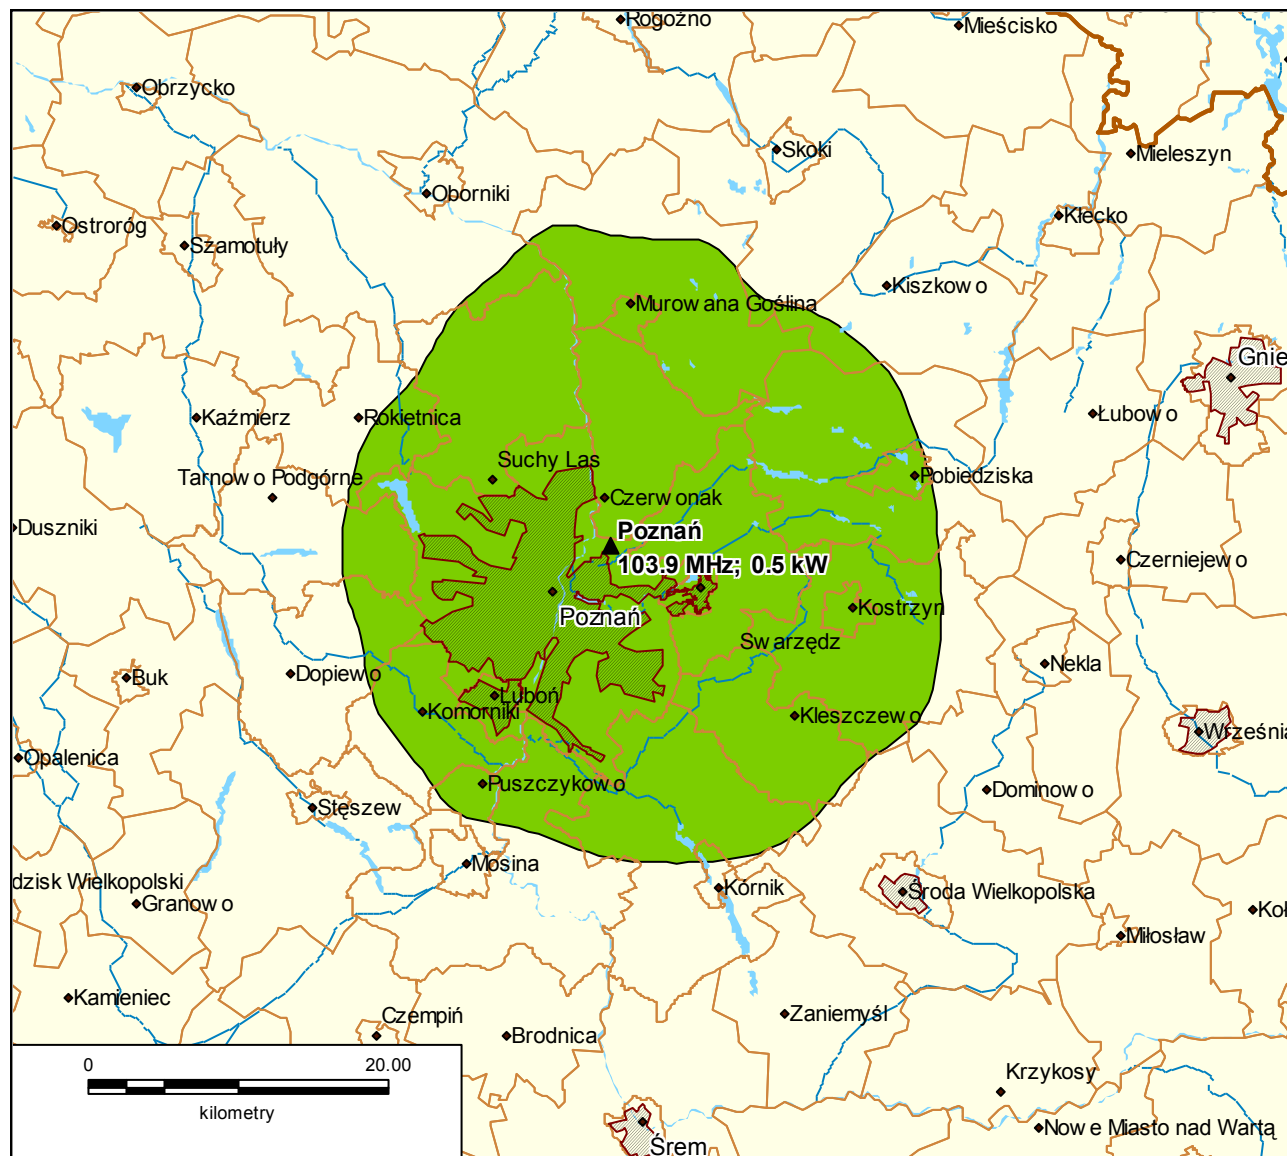 Rogoźno
Mieścisko
Obrzycko
Skoki
Mieleszyn
Oborniki
Ostroróg
Kłecko
Szamotuły
Kiszkowo
Murowana Goślina
Gnie
Kaźmierz
Rokietnica
Łubowo
Suchy Las
Tarnowo Podgórne
Pobiedziska
Czerwonak
Duszniki
Poznań
103.9 MHz; 0.5 kW
Czerniejewo
Kostrzyn
Poznań
Swarzędz
Nekla
Buk
Dopiewo
Luboń
Komorniki
Kleszczewo
Września
Opalenica
Puszczykowo
Dominowo
Stęszew
Mosina
dzisk Wielkopolski
Kórnik
Środa Wielkopolska
Granowo
Koł
Miłosław
Kamieniec
Czempiń
Zaniemyśl
Brodnica
0 20.00
kilometry
Krzykosy
Nowe Miasto nad Wartą
Śrem